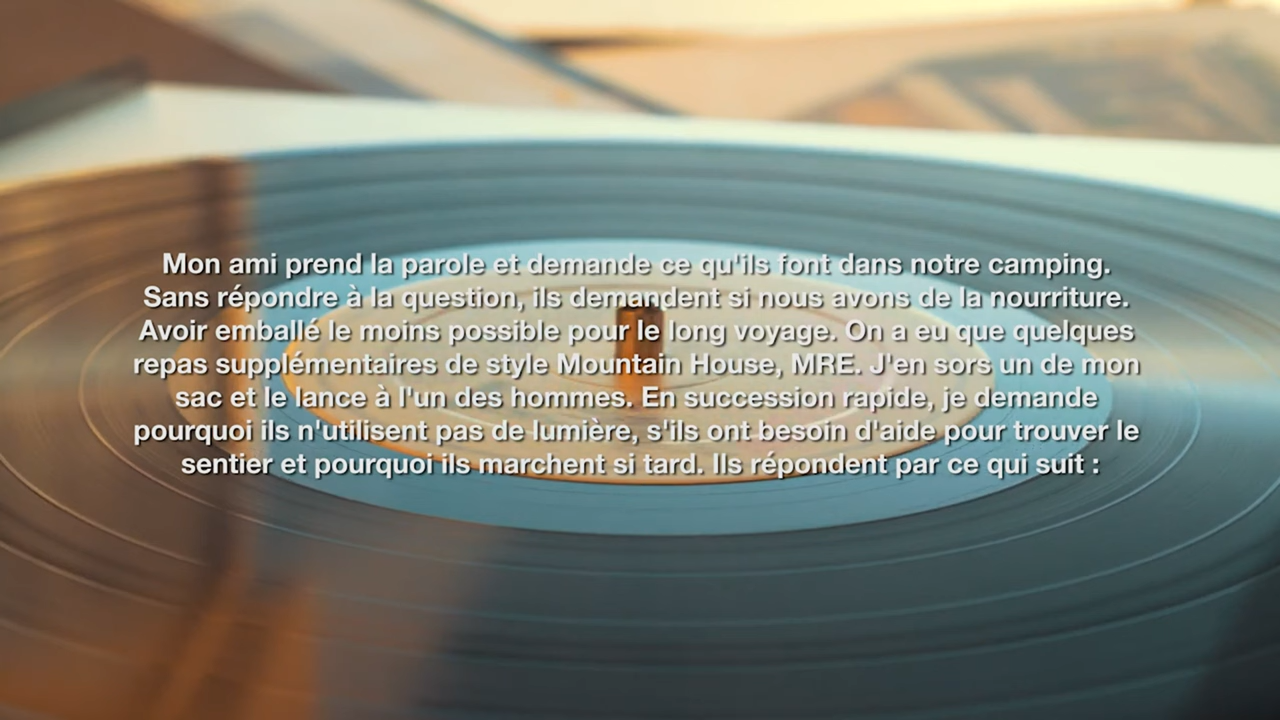 Mon ami prend la parole et demande ce qu'ils font dans notre camping.
Sans répondre à la question, ils demandent si nous avons de la nourriture.
Avoir emballé le moins possible pour le long voyage. On a eu que quelques
repas supplémentaires de style Mountain House, MRE. J'en sors un de mon
sac et le lance à l'un des hommes. En succession rapide, je demande
pourquoi ils n'utilisent pas de lumière, s'ils ont besoin d'aide pour trouver le
sentier et pourquoi ils marchent si tard. Ils répondent par ce qui suit :